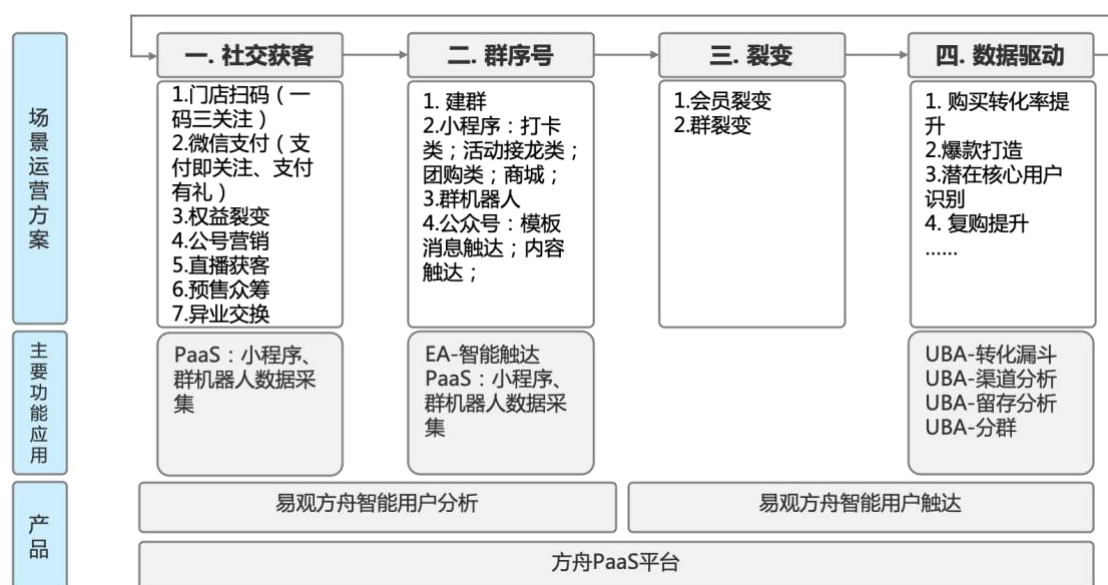 场景运营方案
一. 社交获客
二. 群序号
三. 裂变
四. 数据驱动
1.门店扫码（一
码三关注）
2.微信支付（支
付即关注、支付
有礼）
3.权益裂变
4.公号营销
5.直播获客
6.预售众筹
7.异业交换
1. 建群
2.小程序：打卡
类；活动接龙类；
团购类；商城；
3.群机器人
4.公众号：模板
消息触达；内容
触达；
1.会员裂变
2.群裂变
1. 购买转化率提
升
2.爆款打造
3.潜在核心用户
识别
4. 复购提升
......
主要功能应用
PaaS：小程序、
群机器人数据采
集
EA-智能触达
PaaS：小程序、
群机器人数据采
集
UBA-转化漏斗
UBA-渠道分析
UBA-留存分析
UBA-分群
产品
易观方舟智能用户分析
易观方舟智能用户触达
方舟PaaS平台